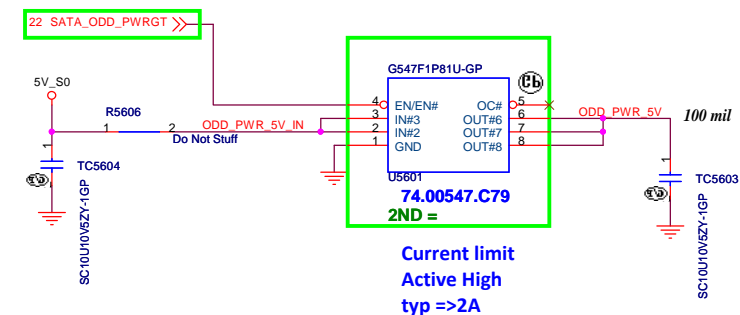 22 SATA_ODD_PWRGT
G547F1P81U-GP
5V_S0
4 EN/EN# OC# 5
3 IN#3 OUT#6 6 ODD_PWR_5V
2 IN#2 OUT#7 7
1 GND OUT#8 8
100 mil
R5606
1 2 ODD_PWR_5V_IN
Do Not Stuff
1
TC5604
SC10U10V5ZY-1GP
U5601
74.00547.C79
2ND =
1
TC5603
SC10U10V5ZY-1GP
Current limit
Active High
typ =>2A